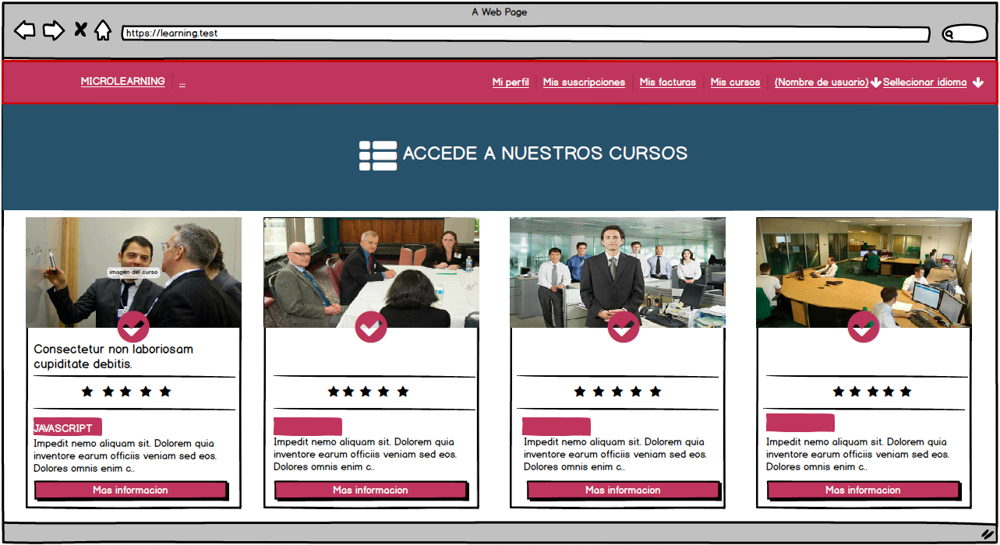 A Web Page
https://learning.test
MICROLEARNING
...
Mi perfil
Mis suscripciones
Mis facturas
Mis cursos
(Nombre de usuario)
Sellecionar idioma
ACCEDE A NUESTROS CURSOS
imagen del curso
Consectetur non laboriosam
cupiditate debitis.
JAVASCRIPT
Impedit nemo aliquam sit. Dolorem quia
inventore earum officiis veniam sed eos.
Dolores omnis enim c..
Mas informacion
Impedit nemo aliquam sit. Dolorem quia
inventore earum officiis veniam sed eos.
Dolores omnis enim c..
Mas informacion
Impedit nemo aliquam sit. Dolorem quia
inventore earum officiis veniam sed eos.
Dolores omnis enim c..
Mas informacion
Impedit nemo aliquam sit. Dolorem quia
inventore earum officiis veniam sed eos.
Dolores omnis enim c..
Mas informacion